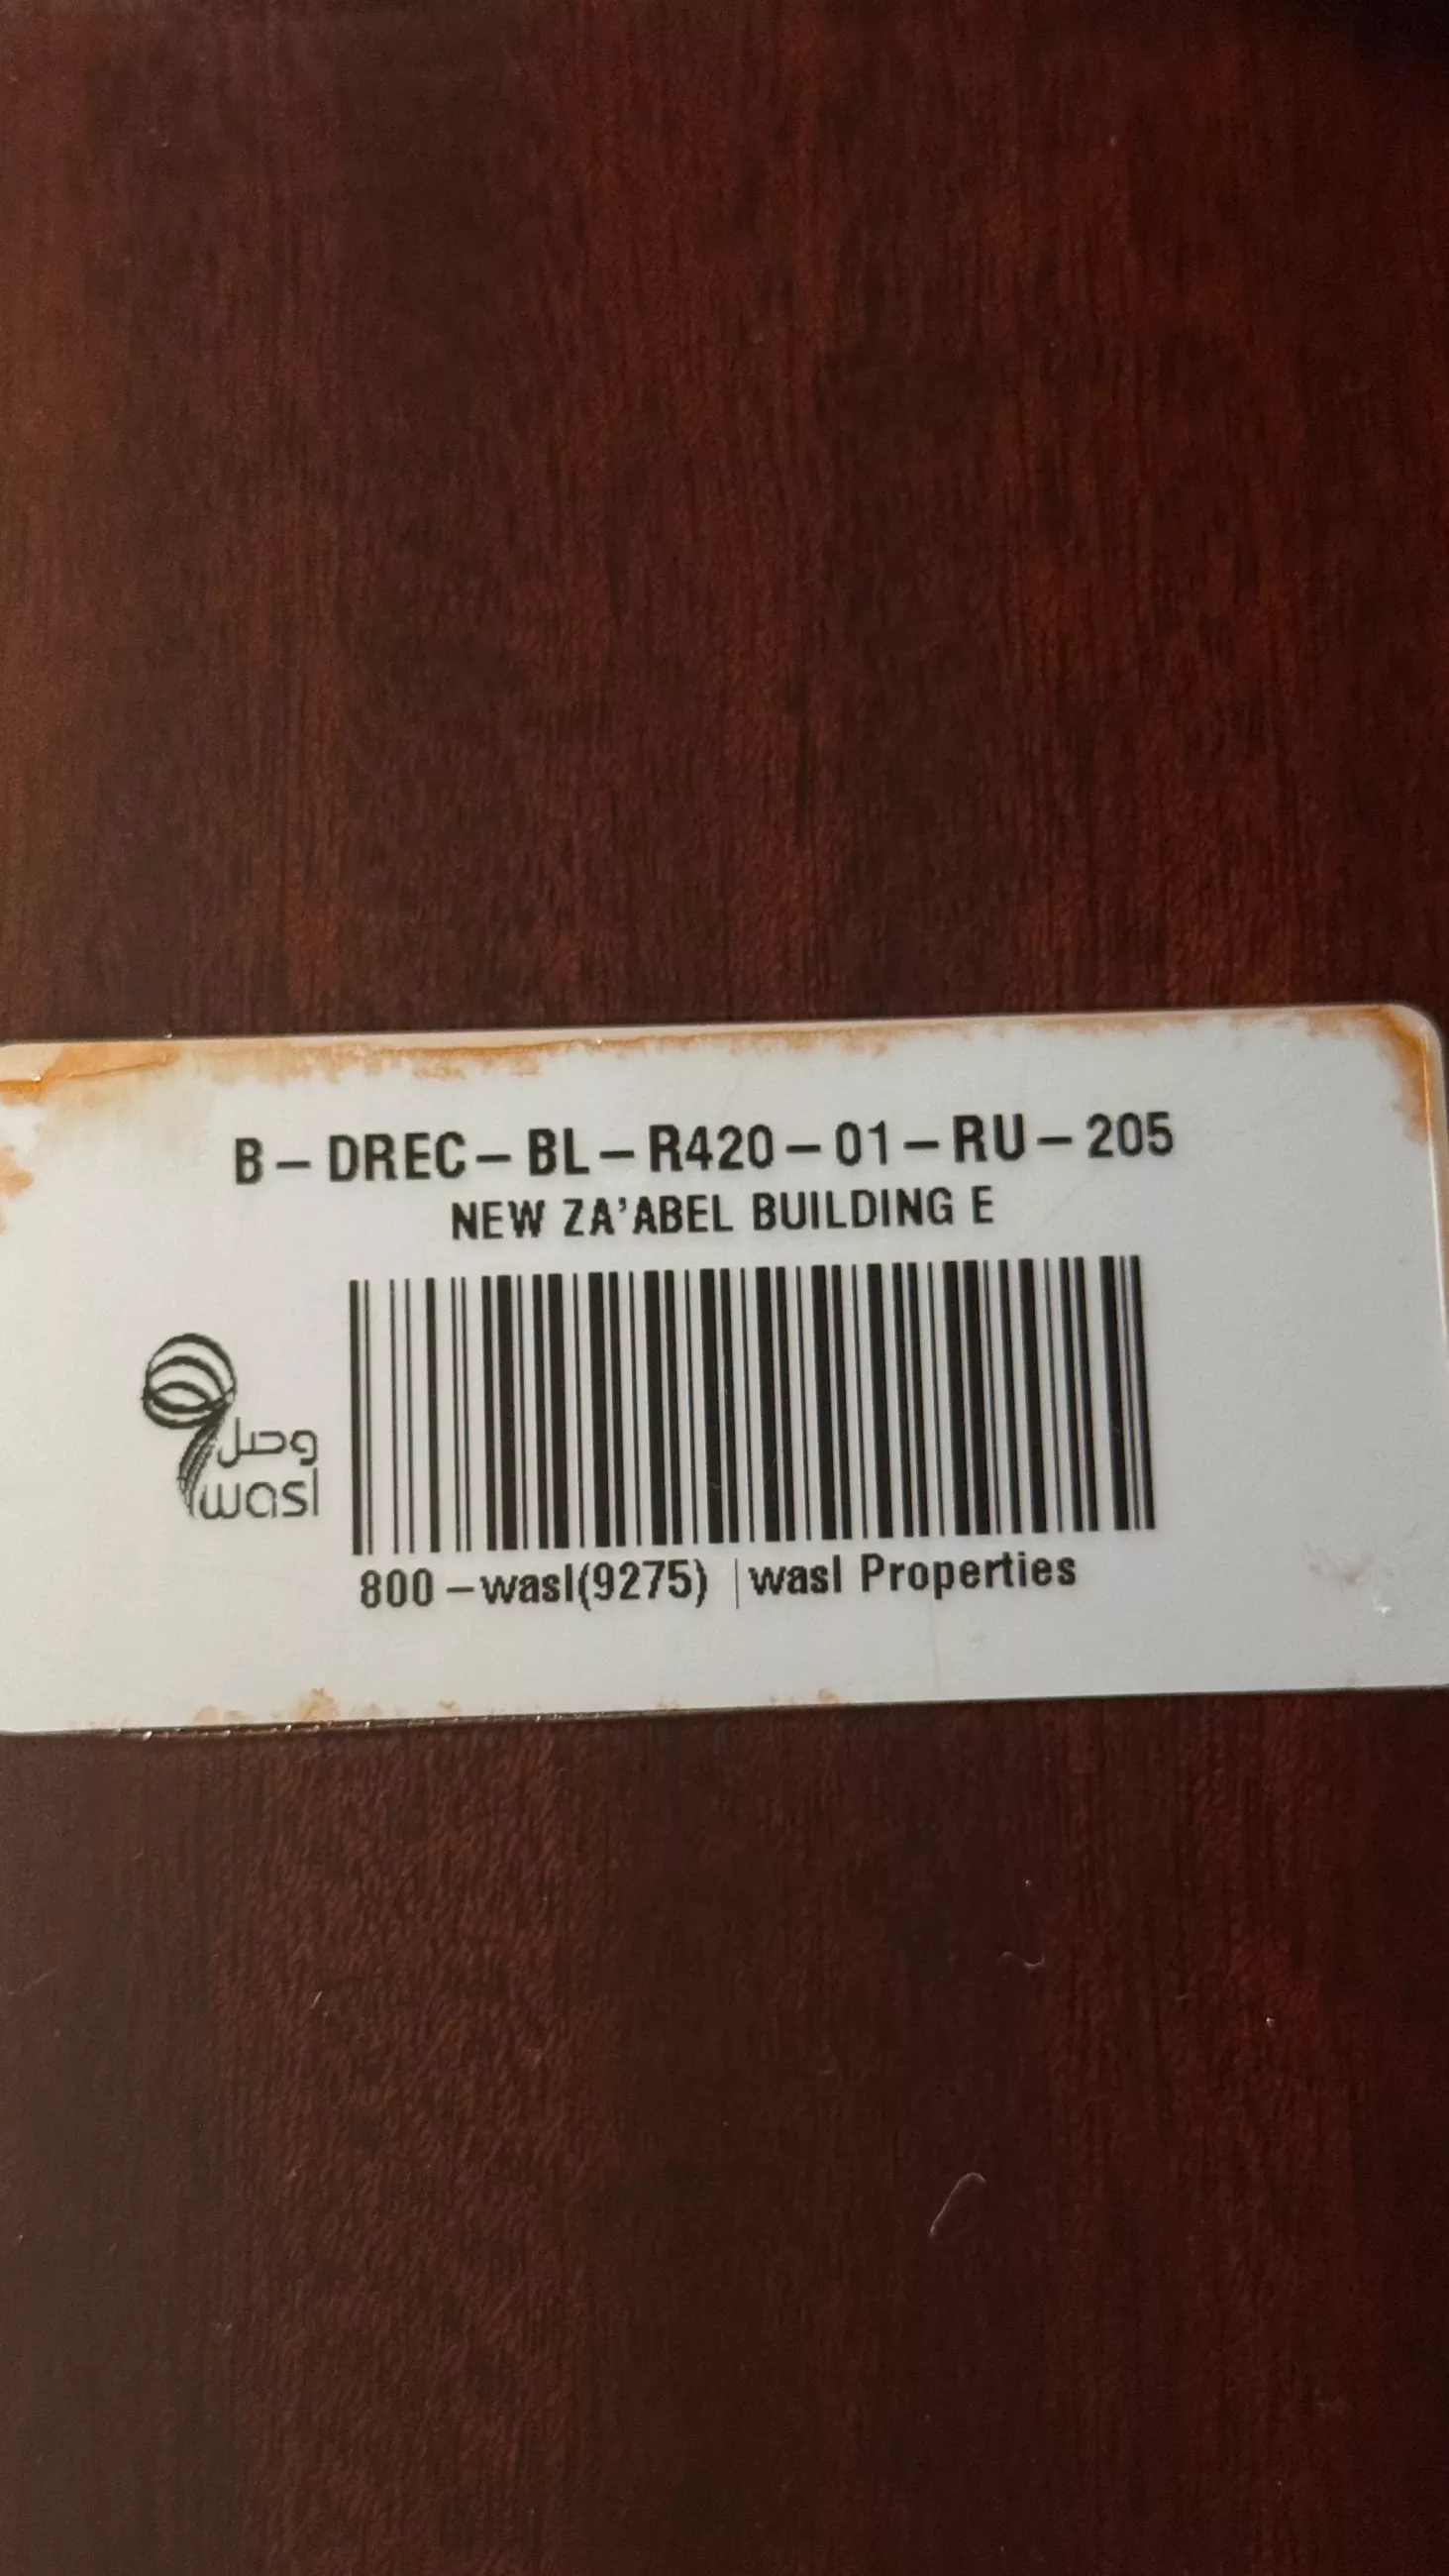 B-DREC-BL-R420-01-RU-205
NEW ZA'ABEL BUILDING E
وصل
wasl
800-wasl(9275) | wasl Properties